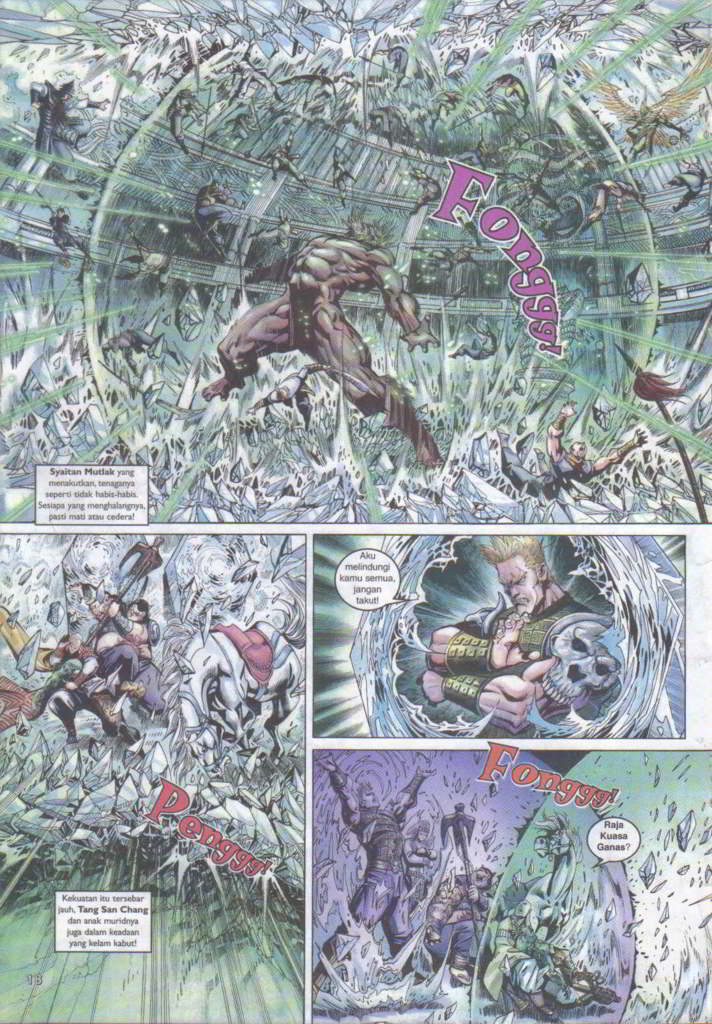 Fonggg!
Syaitan Mutlak yang
menakutkan, tenaganya
seperti tidak habis-habis.
Sesiapa yang menghalangnya,
pasti mati atau cedera!
Aku
melindungi
kamu semua,
jangan
takut!
Penggg!
Kekuatan itu tersebar
jauh, Tang San Chang
dan anak muridnya
juga dalam keadaan
yang kelam kabut!
Fonggg!
Raja
Kuasa
Ganas?
18